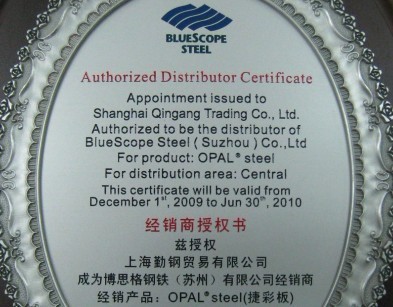 BLUESCOPE
STEEL
Authorized Distributor Certificate
Appointment issued to
Shanghai Qingang Trading Co., Ltd.
Authorized to be the distributor of
BlueScope Steel ( Suzhou ) Co.,Ltd
For product: OPAL® steel
For distribution area: Central
This certificate will be valid from
December 1st, 2009 to Jun 30th, 2010
经销商授权书
兹授权
上海勤钢贸易有限公司
成为博思格钢铁（苏州）有限公司经销商
经销产品：OPAL®steel(捷彩板)